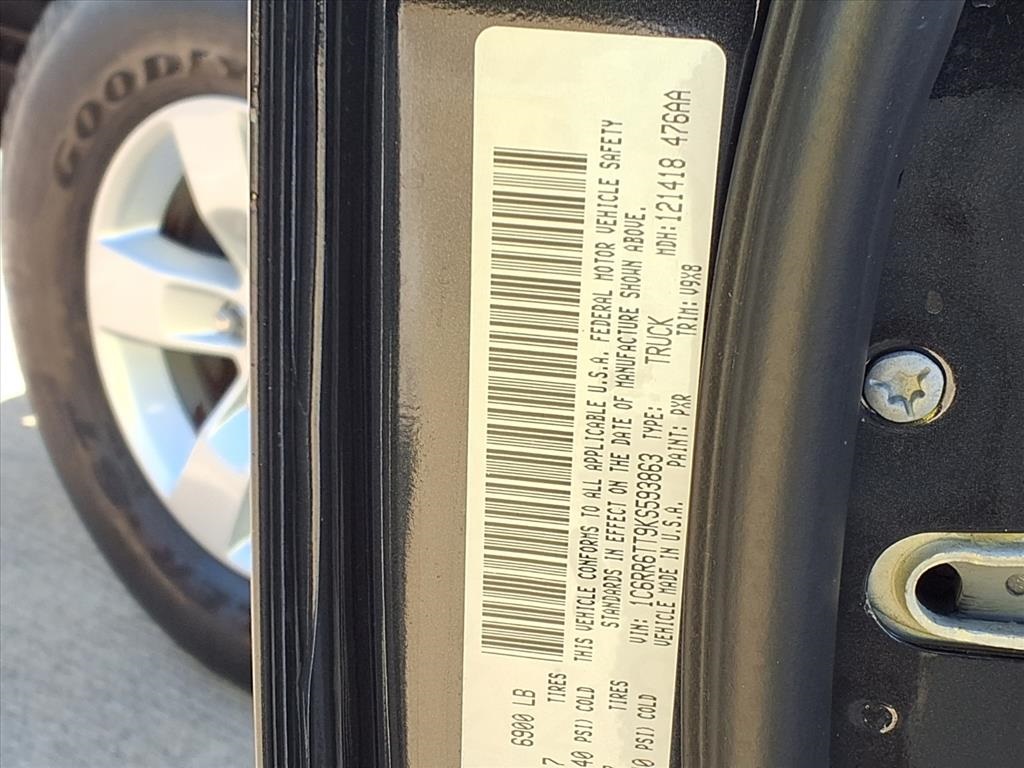 GOODY
6900 LB
TIRES
40 PSI) COLD
THIS VEHICLE CONFORMS TO ALL APPLICABLE U.S.A. FEDERAL MOTOR VEHICLE SAFETY
STANDARDS IN EFFECT ON THE DATE OF MANUFACTURE SHOWN ABOVE.
TIRES
0 PSI) COLD
VIN: 1C6RR6TT9KS593863 TYPE: TRUCK MDH:121418 476AA
VEHICLE MADE IN U.S.A. PAINT: PXR TRIM: V9X8